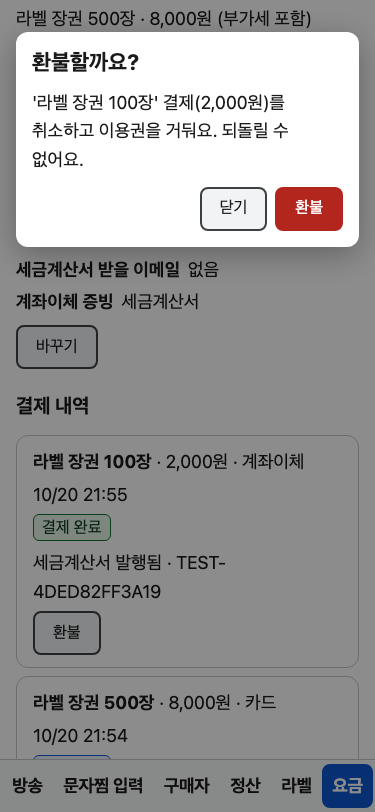 라벨 장권 500장 · 8,000원 (부가세 포함)
환불할까요?
'라벨 장권 100장' 결제(2,000원)를
취소하고 이용권을 거둬요. 되돌릴 수
없어요.
닫기 환불
세금계산서 받을 이메일 없음
계좌이체 증빙 세금계산서
바꾸기
결제 내역
라벨 장권 100장 · 2,000원 · 계좌이체
10/20 21:55
결제 완료
세금계산서 발행됨 · TEST-
4DED82FF3A19
환불
라벨 장권 500장 · 8,000원 · 카드
10/20 21:54
방송 문자찜 입력 구매자 정산 라벨 요금